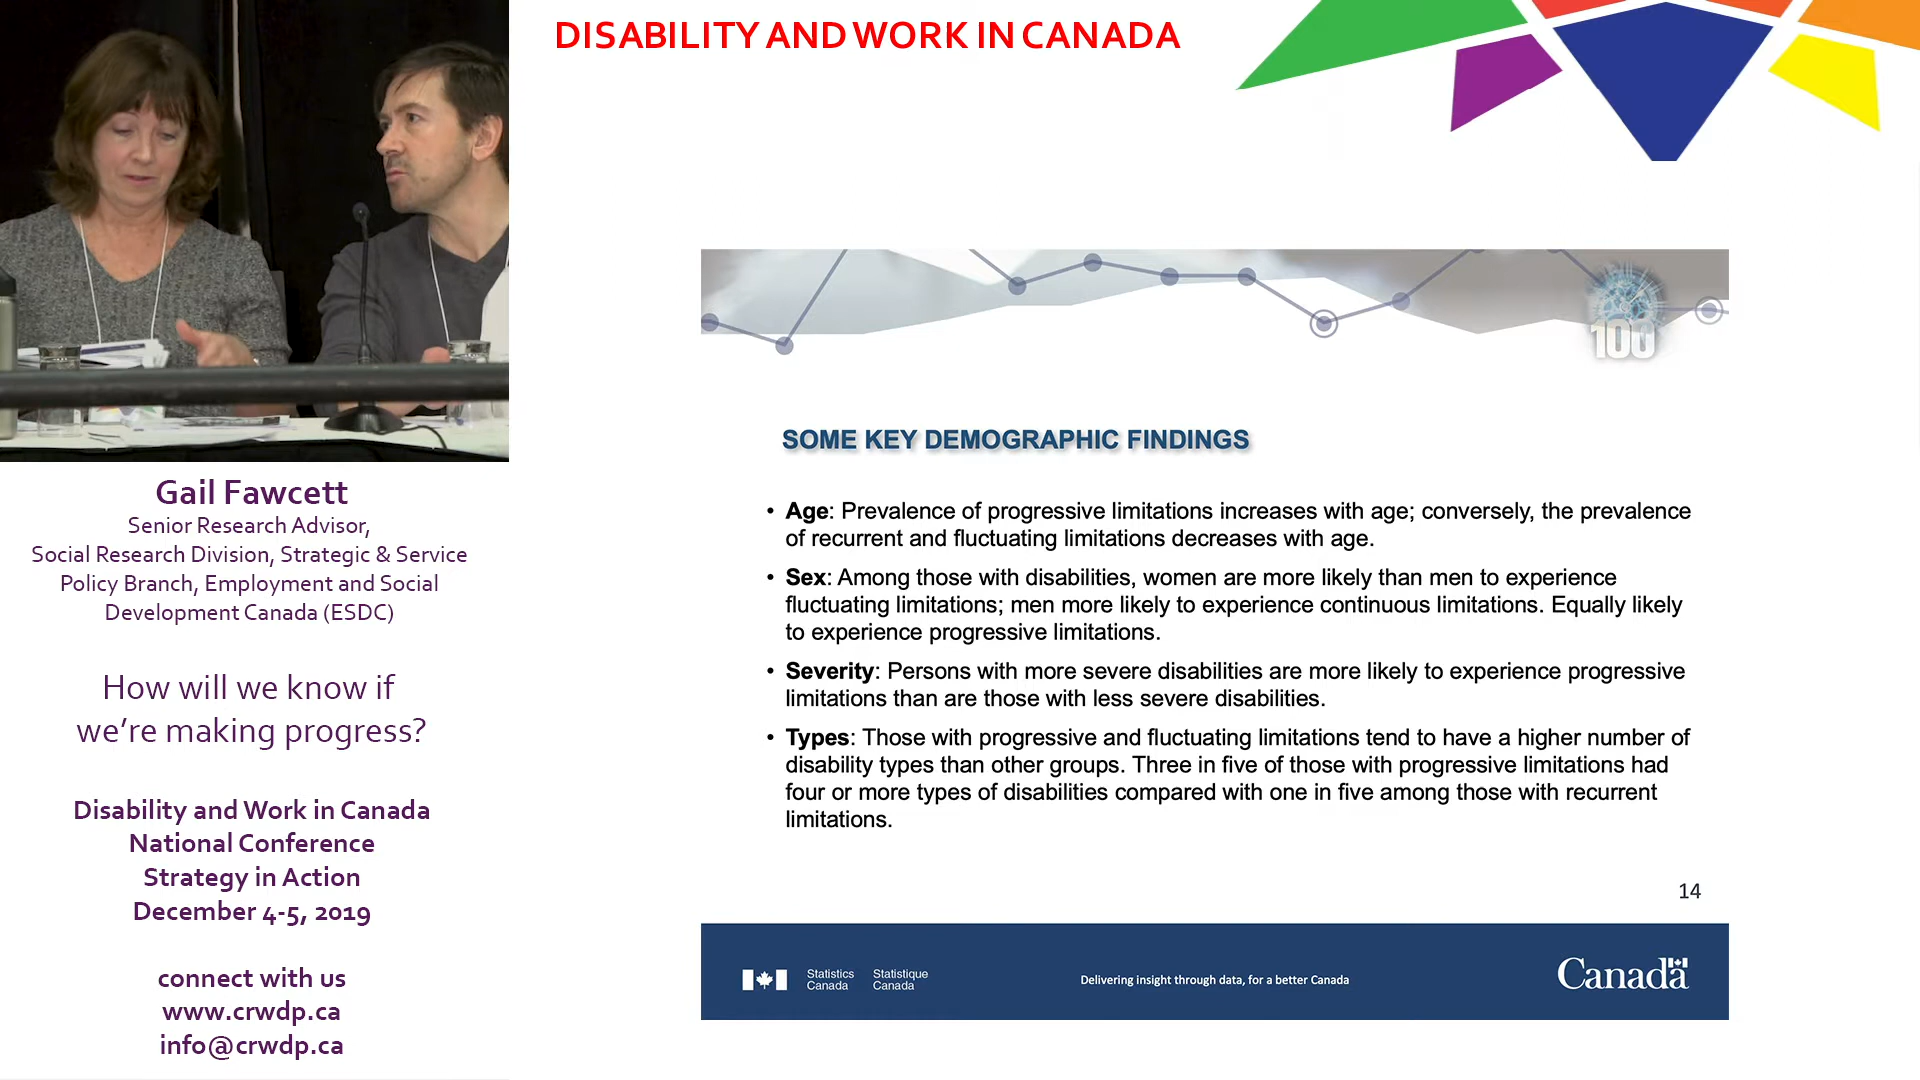 DISABILITY AND WORK IN CANADA
Gail Fawcett
Senior Research Advisor,
Social Research Division, Strategic & Service
Policy Branch, Employment and Social
Development Canada (ESDC)
How will we know if
we're making progress?
Disability and Work in Canada
National Conference
Strategy in Action
December 4-5, 2019
connect with us
www.crwdp.ca
info@crwdp.ca
100
SOME KEY DEMOGRAPHIC FINDINGS
• Age: Prevalence of progressive limitations increases with age; conversely, the prevalence
of recurrent and fluctuating limitations decreases with age.
• Sex: Among those with disabilities, women are more likely than men to experience
fluctuating limitations; men more likely to experience continuous limitations. Equally likely
to experience progressive limitations.
• Severity: Persons with more severe disabilities are more likely to experience progressive
limitations than are those with less severe disabilities.
• Types: Those with progressive and fluctuating limitations tend to have a higher number of
disability types than other groups. Three in five of those with progressive limitations had
four or more types of disabilities compared with one in five among those with recurrent
limitations.
14
Statistics Statistique
Canada Canada
Delivering insight through data, for a better Canada
Canada